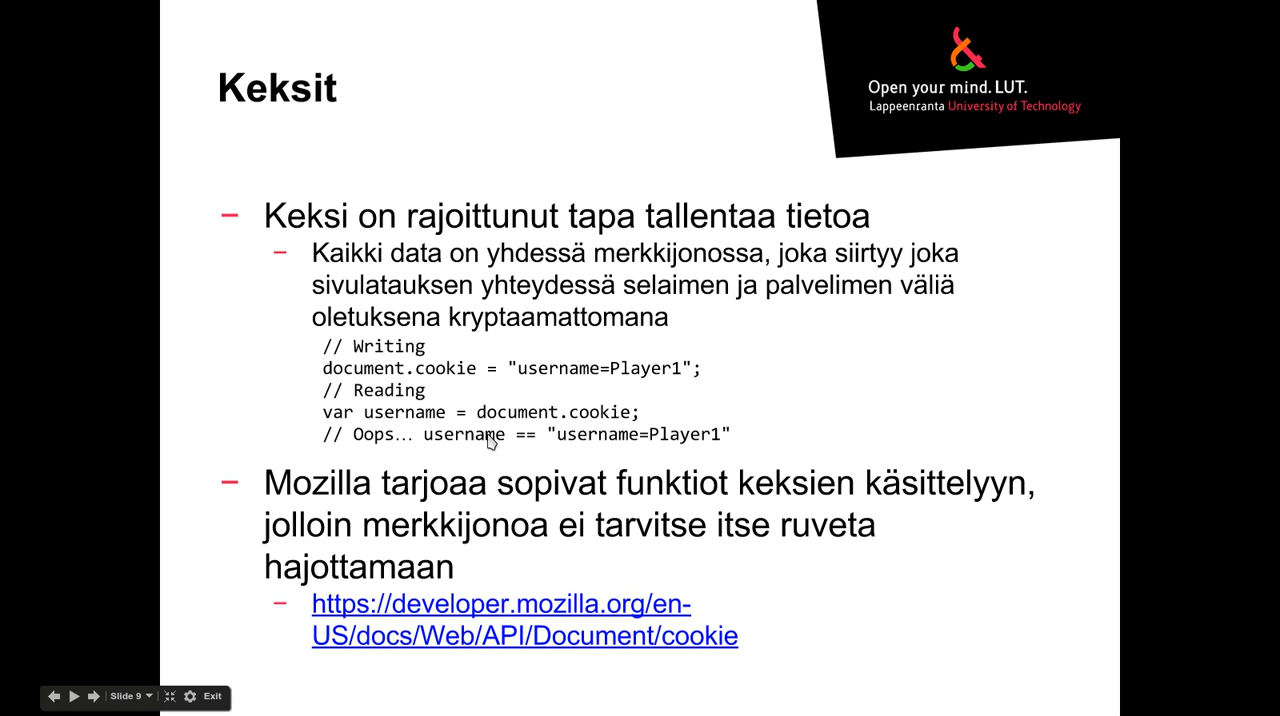 Keksit
Open your mind. LUT.
Lappeenranta University of Technology
– Keksi on rajoittunut tapa tallentaa tietoa
– Kaikki data on yhdessä merkkijonossa, joka siirtyy joka
sivulatauksen yhteydessä selaimen ja palvelimen väliä
oletuksena kryptaamattomana
// Writing
document.cookie = "username=Player1";
// Reading
var username = document.cookie;
// Oops… username == "username=Player1"
– Mozilla tarjoaa sopivat funktiot keksien käsittelyyn,
jolloin merkkijonoa ei tarvitse itse ruveta
hajottamaan
– https://developer.mozilla.org/en-
US/docs/Web/API/Document/cookie
Slide 9
Exit